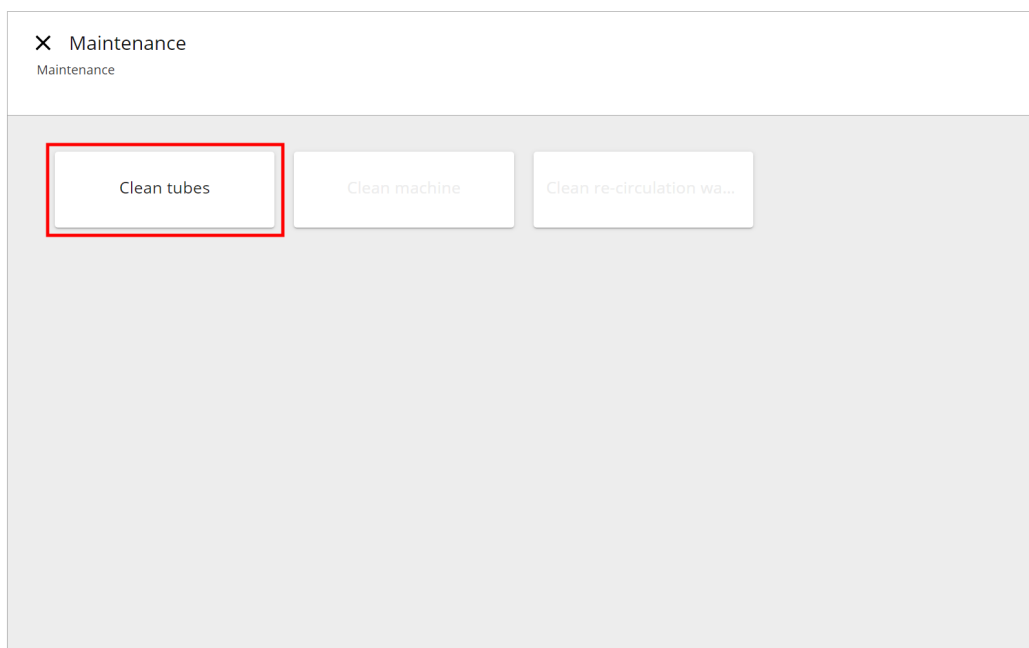 Maintenance
Maintenance
Clean tubes
Clean machine
Clean re-circulation wa...